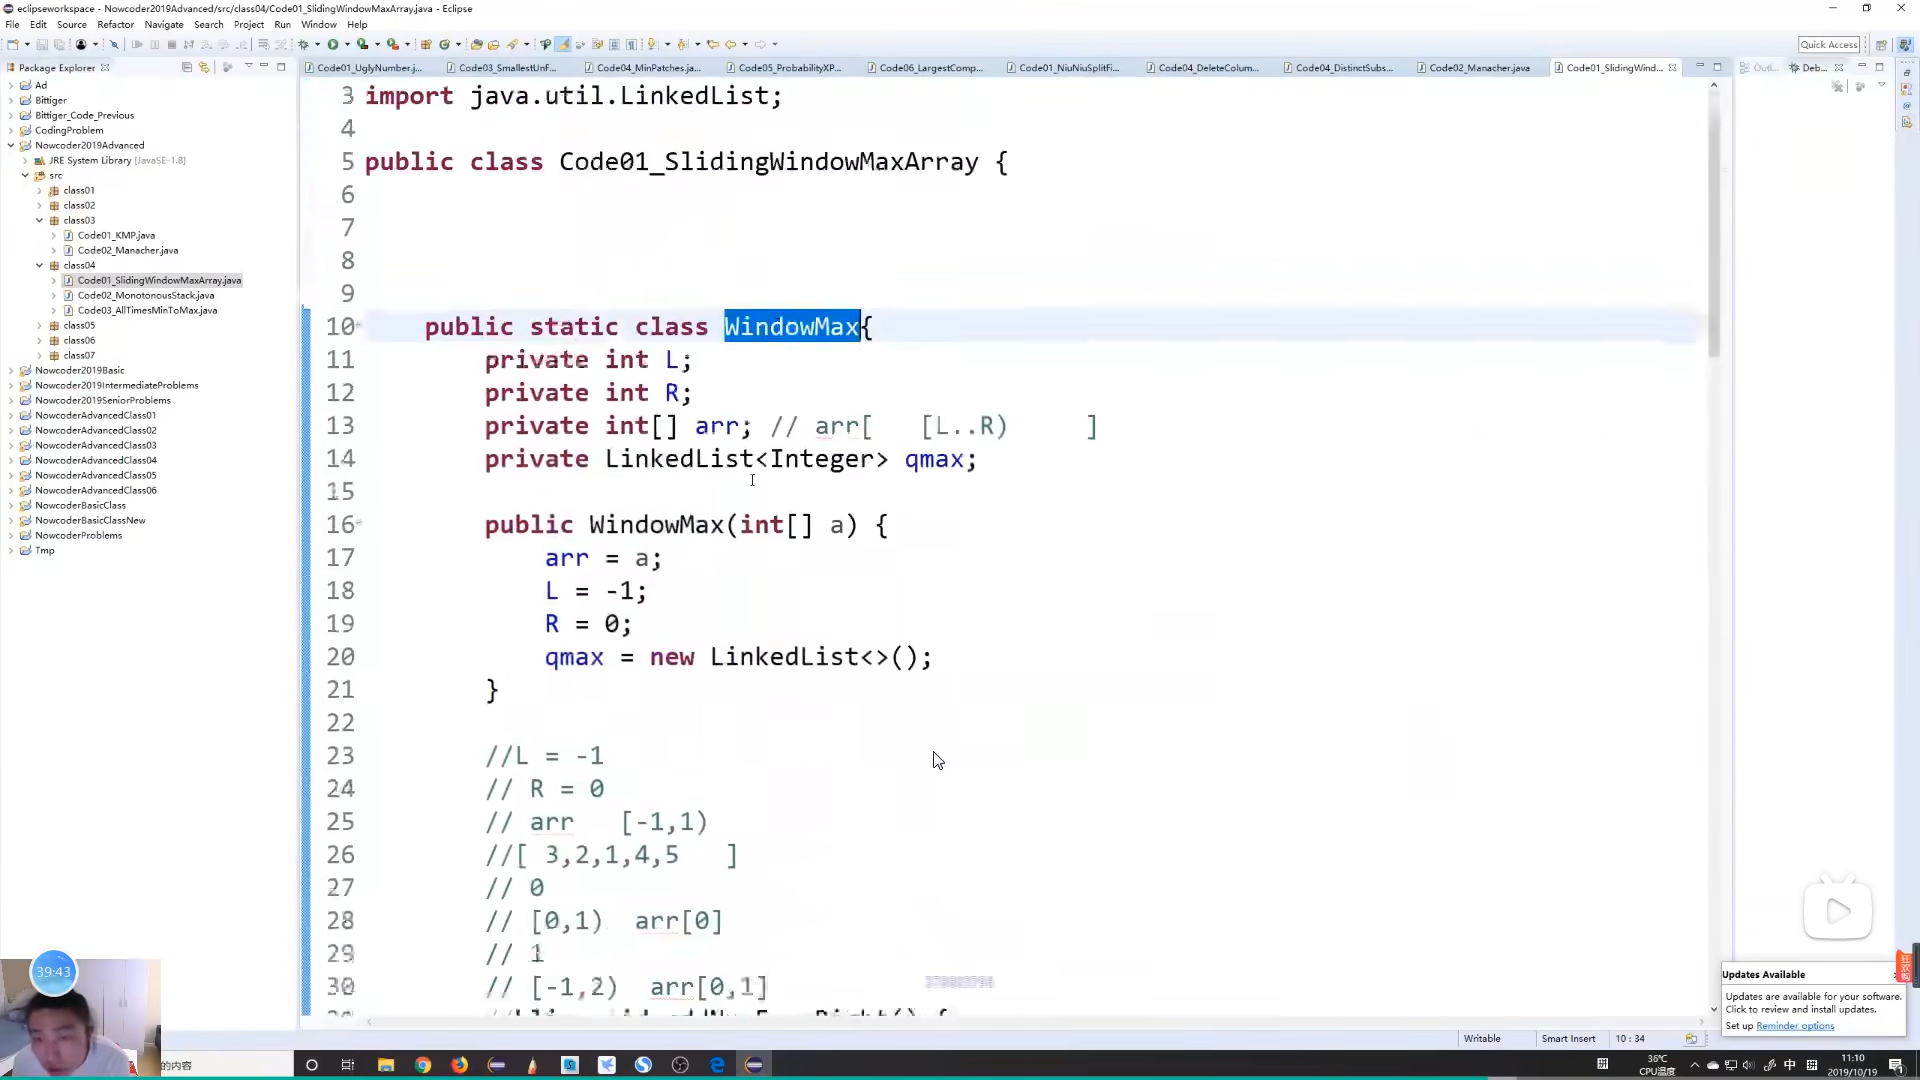 eclipseworkspace - Nowcoder2019Advanced/src/class04/Code01_SlidingWindowMaxArray.java - Eclipse
File Edit Source Refactor Navigate Search Project Run Window Help
Quick Access
Package Explorer
Code01_UglyNumber.j...
Code03_SmallestUnF...
Code04_MinPatches.ja...
Code05_ProbabilityXP...
Code06_LargestComp...
Code01_NiuNiuSplitFi...
Code04_DeleteColum...
Code04_DistinctSubs...
Code02_Manacher.java
Code01_SlidingWind...
Outl...
Deb...
Ad
Bittiger
Bittiger_Code_Previous
CodingProblem
Nowcoder2019Advanced
JRE System Library [JavaSE-1.8]
src
class01
class02
class03
Code01_KMP.java
Code02_Manacher.java
class04
Code01_SlidingWindowMaxArray.java
Code02_MonotonousStack.java
Code03_AllTimesMinToMax.java
class05
class06
class07
Nowcoder2019Basic
Nowcoder2019IntermediateProblems
Nowcoder2019SeniorProblems
NowcoderAdvancedClass01
NowcoderAdvancedClass02
NowcoderAdvancedClass03
NowcoderAdvancedClass04
NowcoderAdvancedClass05
NowcoderAdvancedClass06
NowcoderBasicClass
NowcoderBasicClassNew
NowcoderProblems
Tmp
3 import java.util.LinkedList;
4
5 public class Code01_SlidingWindowMaxArray {
6
7
8
9
10 public static class WindowMax{
11 private int L;
12 private int R;
13 private int[] arr; // arr[ [L..R) ]
14 private LinkedList<Integer> qmax;
15
16 public WindowMax(int[] a) {
17 arr = a;
18 L = -1;
19 R = 0;
20 qmax = new LinkedList<>();
21 }
22
23 //L = -1
24 // R = 0
25 // arr [-1,1)
26 //[ 3,2,1,4,5 ]
27 // 0
28 // [0,1) arr[0]
29 // 1
30 // [-1,2) arr[0,1]
39:43
Updates Available
Updates are available for your software.
Click to review and install updates.
Set up Reminder options
Writable Smart Insert 10 : 34
的内容
36℃
CPU温度
中
11:10
2019/10/19